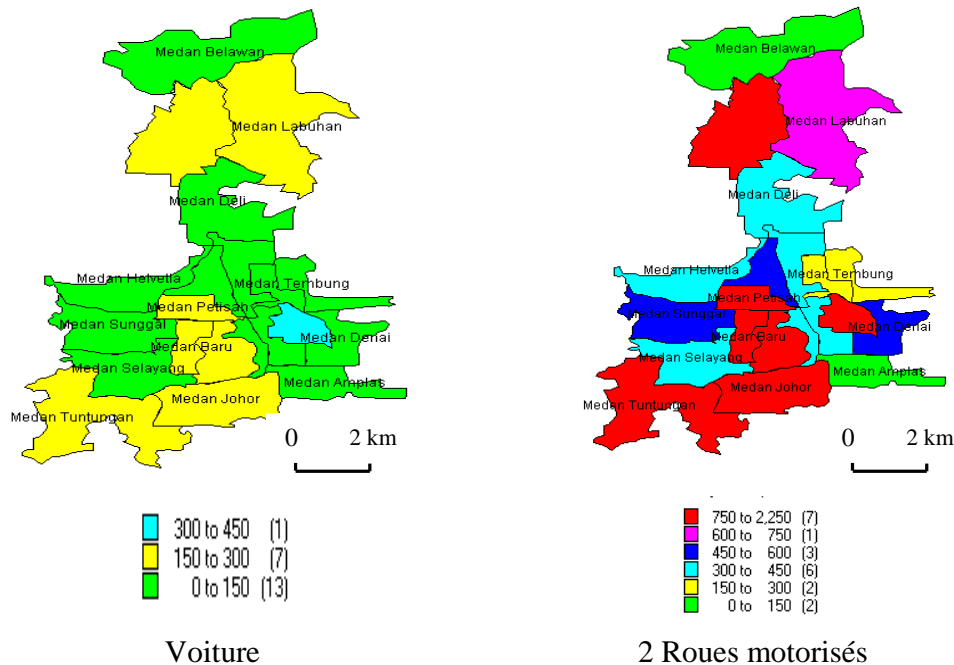 Medan Belawan
Medan Labuhan
Medan Deli
Medan Helvetia
Medan Tembung
Medan Petisah
Medan Sunggal
Medan Denai
Medan Baru
Medan Selayang
Medan Amplas
Medan Johor
Medan Tuntungan
0 2 km
300 to 450 (1)
150 to 300 (7)
0 to 150 (13)
Voiture
Medan Belawan
Medan Labuhan
Medan Deli
Medan Helvetia
Medan Tembung
Medan Petisah
Medan Sunggal
Medan Denai
Medan Baru
Medan Selayang
Medan Amplas
Medan Johor
Medan Tuntungan
0 2 km
750 to 2,250 (7)
600 to 750 (1)
450 to 600 (3)
300 to 450 (6)
150 to 300 (2)
0 to 150 (2)
2 Roues motorisés